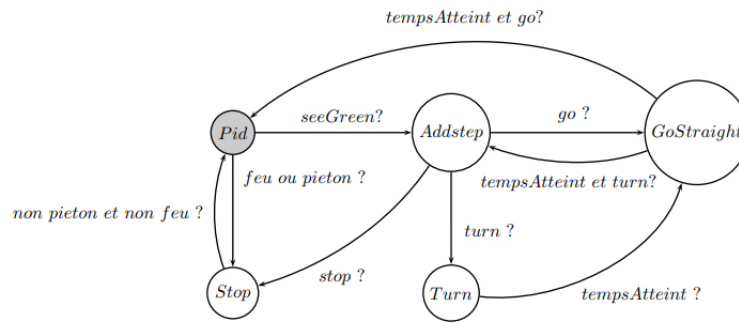 tempsAtteint et go?
seeGreen?
go ?
Pid
Addstep
GoStraight
feu ou pieton ?
tempsAtteint et turn?
non pieton et non feu ?
turn ?
stop ?
Stop
Turn
tempsAtteint ?